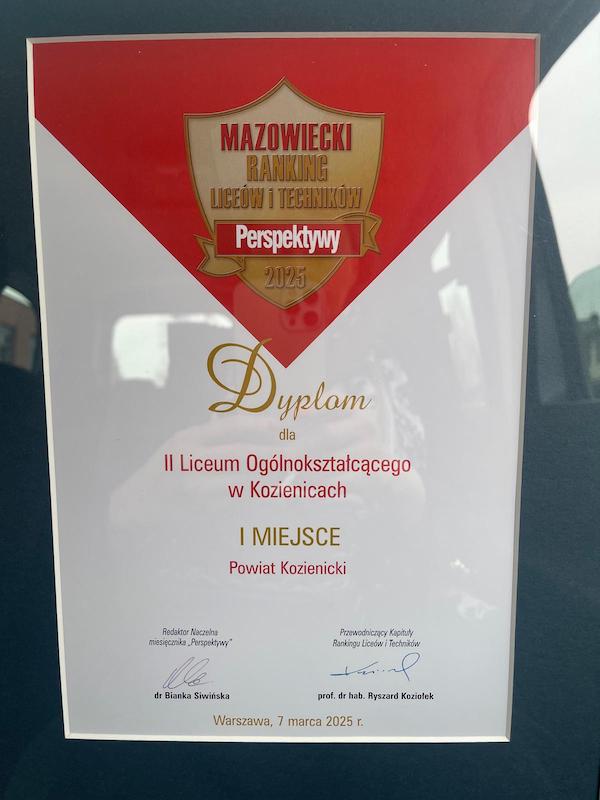 MAZOWIECKI
RANKING
LICEÓW i TECHNIKÓW
Perspektywy
2025
Dyplom
dla
II Liceum Ogólnokształcącego
w Kozienicach
I MIEJSCE
Powiat Kozienicki
Redaktor Naczelna
miesięcznika „Perspektywy”
dr Bianka Siwińska
Przewodniczący Kapituły
Rankingu Liceów i Techników
prof. dr hab. Ryszard Koziołek
Warszawa, 7 marca 2025 r.